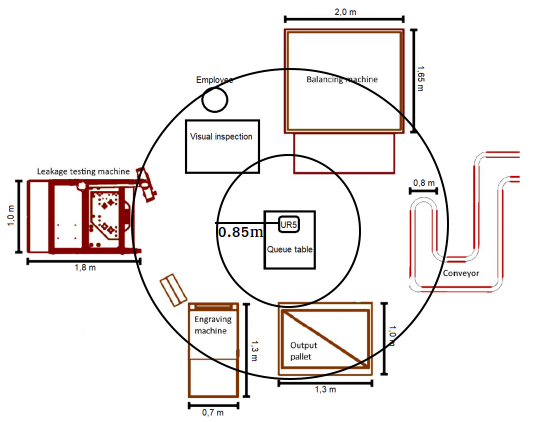 2,0 m
Employee
Balancing machine
1,65 m
Visual inspection
Leakage testing machine
0,8 m
1,0 m
UR5
0.85m
Queue table
1,8 m
Conveyor
Engraving
machine
1,3 m
Output
pallet
1,0 m
1,3 m
0,7 m